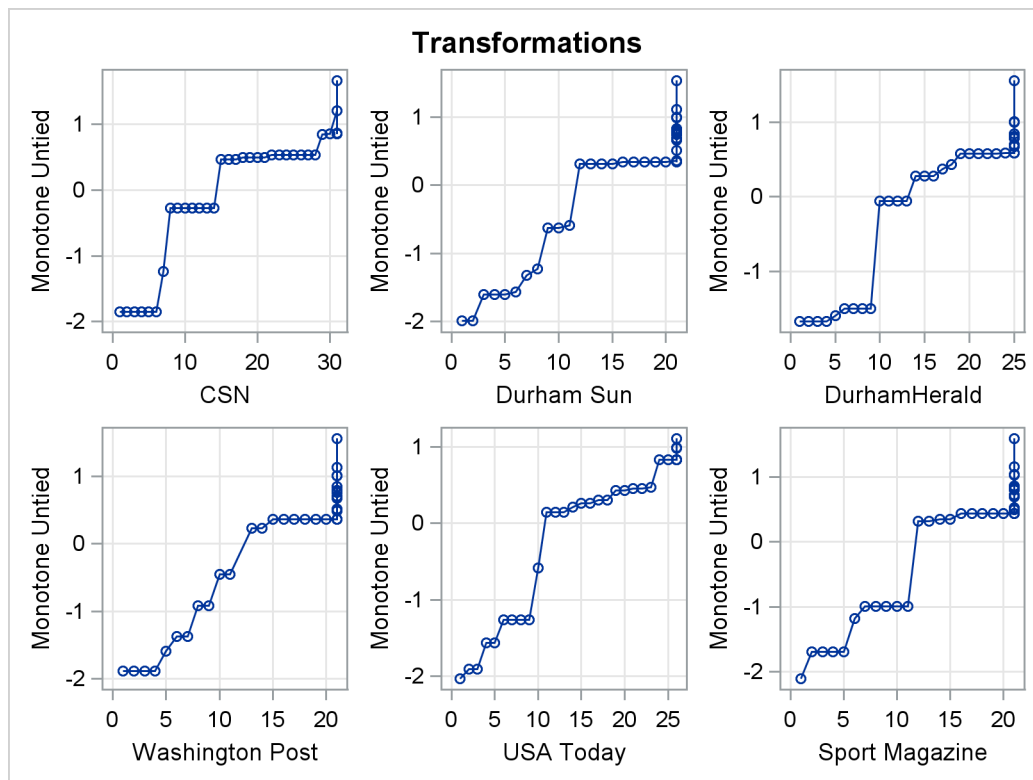 Transformations
Monotone Untied
1
0
-1
-2
0 10 20 30
CSN
Monotone Untied
1
0
-1
-2
0 5 10 15 20
Durham Sun
Monotone Untied
1
0
-1
0 5 10 15 20 25
DurhamHerald
Monotone Untied
1
0
-1
-2
0 5 10 15 20
Washington Post
Monotone Untied
1
0
-1
-2
0 5 10 15 20 25
USA Today
Monotone Untied
1
0
-1
-2
0 5 10 15 20
Sport Magazine